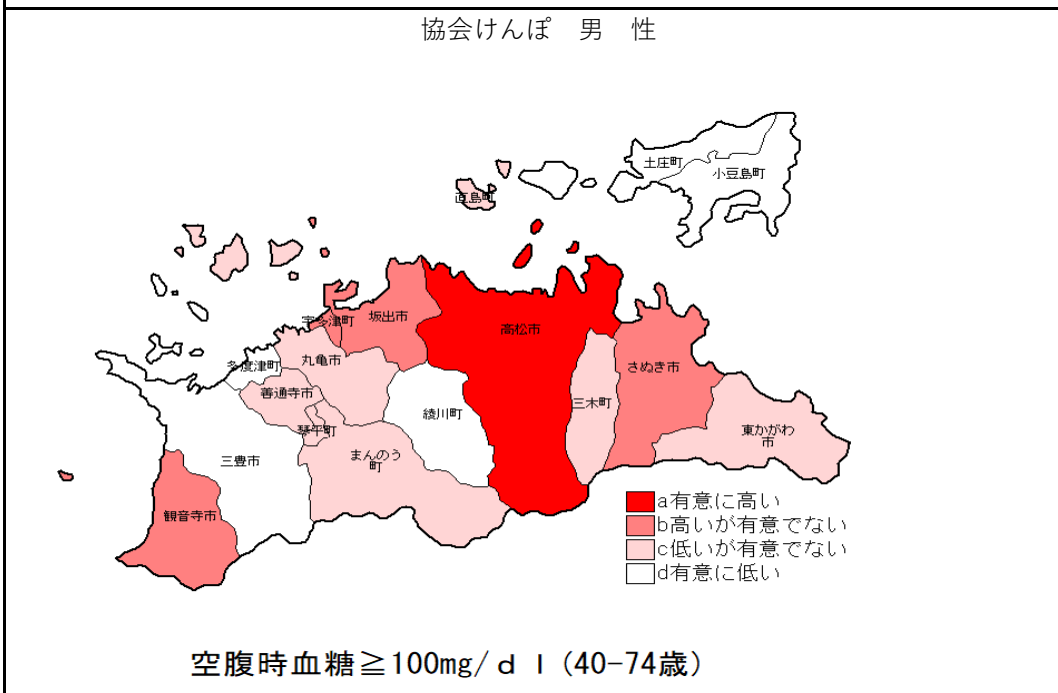 協会けんぽ　男　性
土庄町
小豆島町
直島町
宇多津町
坂出市
高松市
多度津町
丸亀市
さぬき市
善通寺市
三木町
綾川町
琴平町
東かがわ
市
まんのう
町
三豊市
観音寺市
a有意に高い
b高いが有意でない
c低いが有意でない
d有意に低い
空腹時血糖≧100mg/ｄｌ(40-74歳)